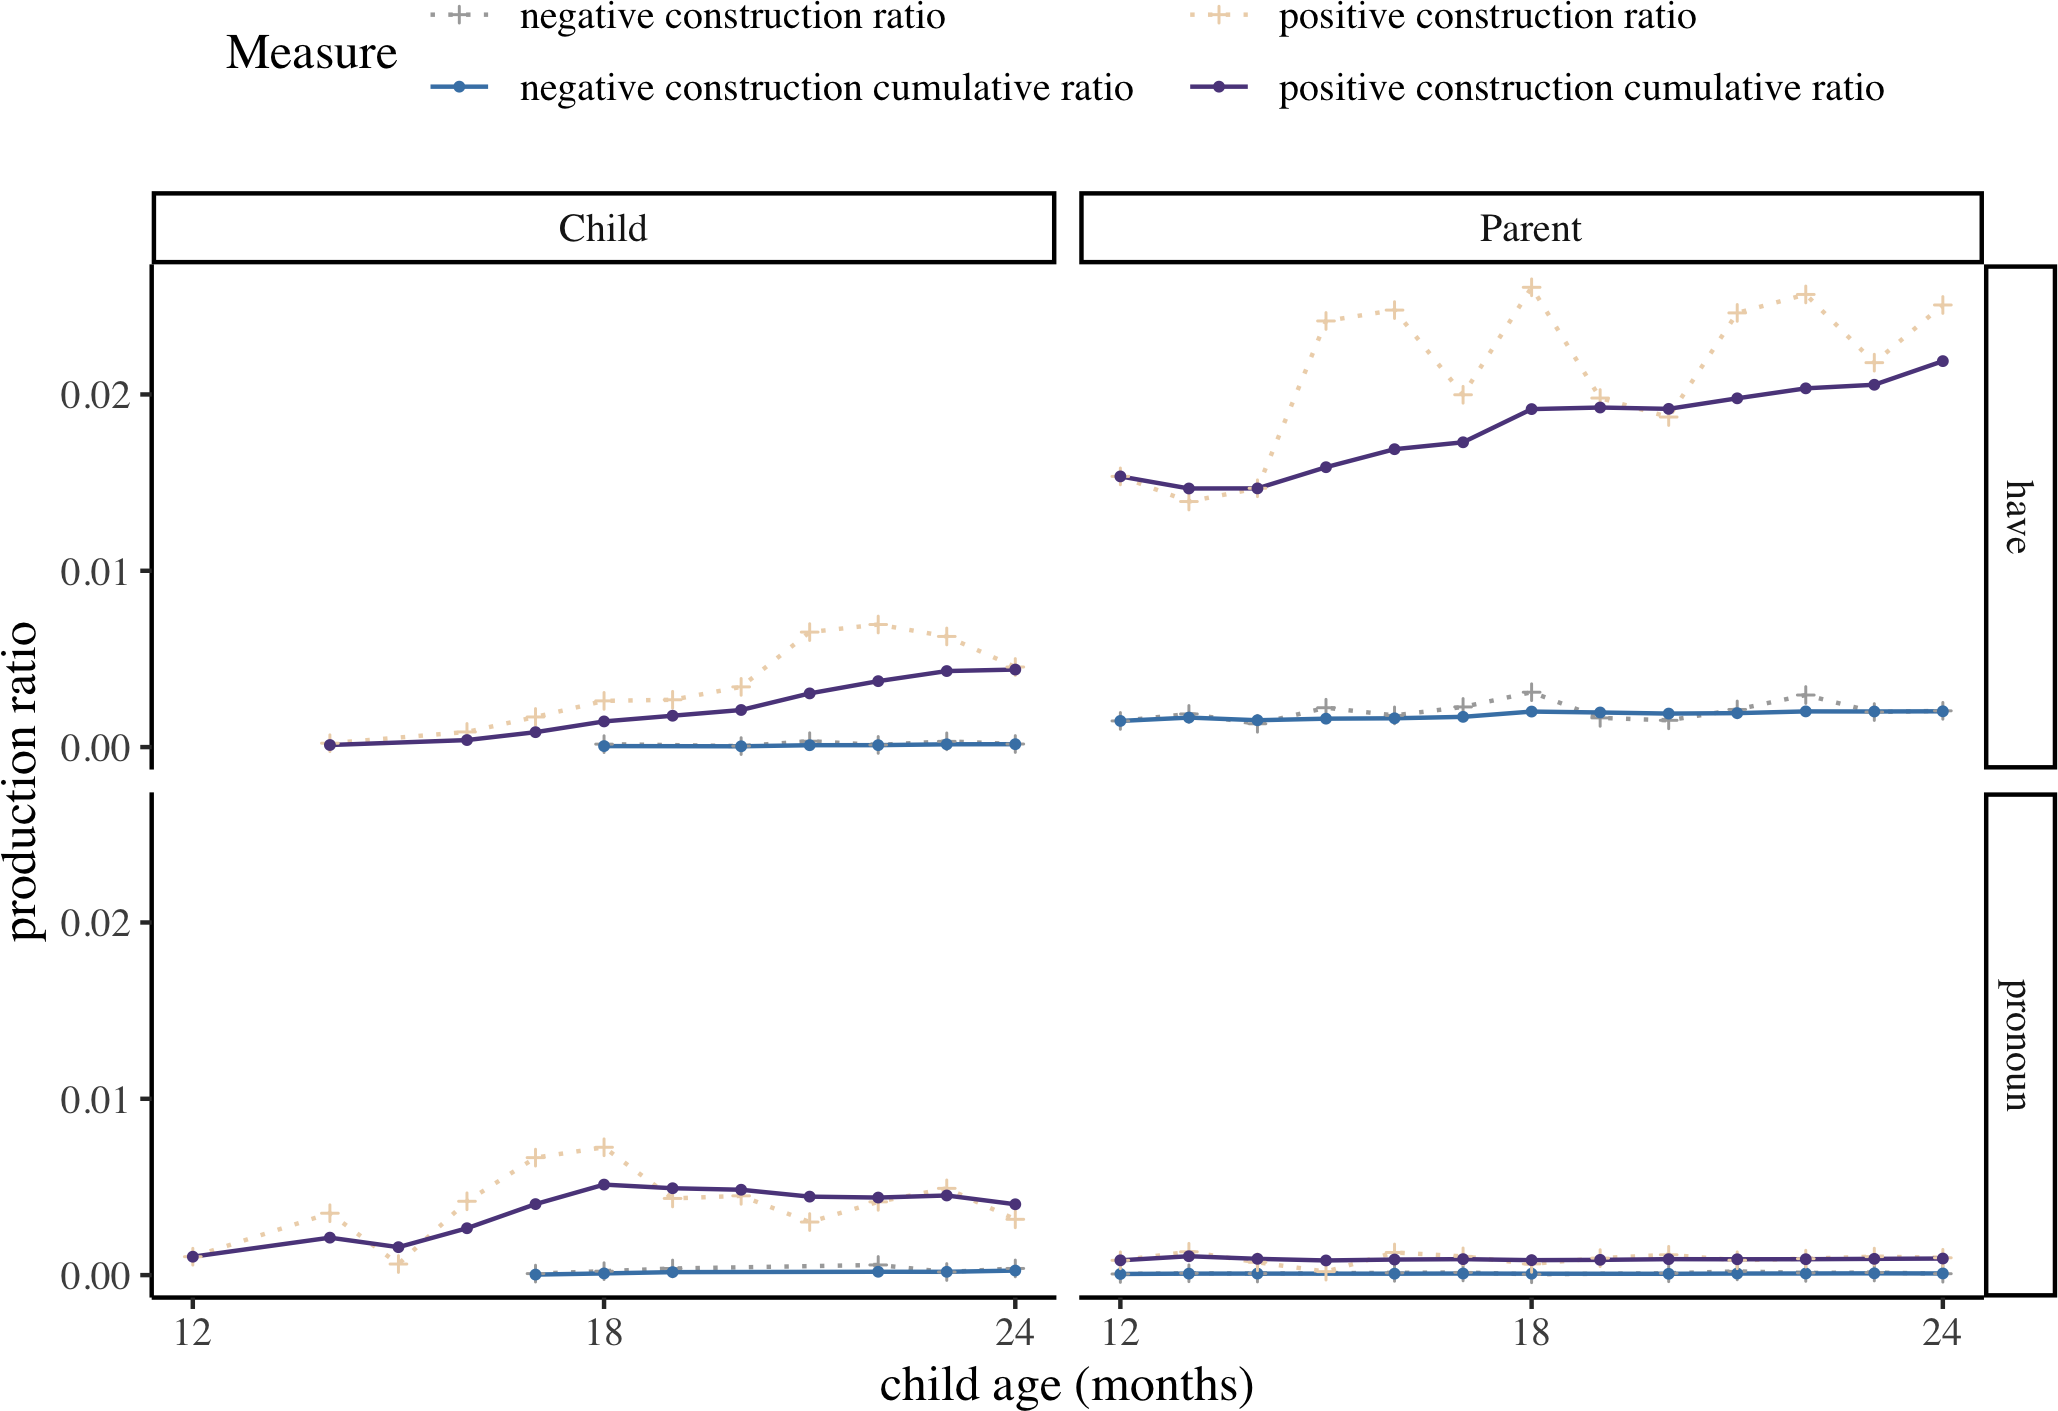 Measure
negative construction ratio
positive construction ratio
negative construction cumulative ratio
positive construction cumulative ratio
Child
Parent
have
pronoun
production ratio
0.02
0.01
0.00
0.02
0.01
0.00
12
18
24
12
18
24
child age (months)